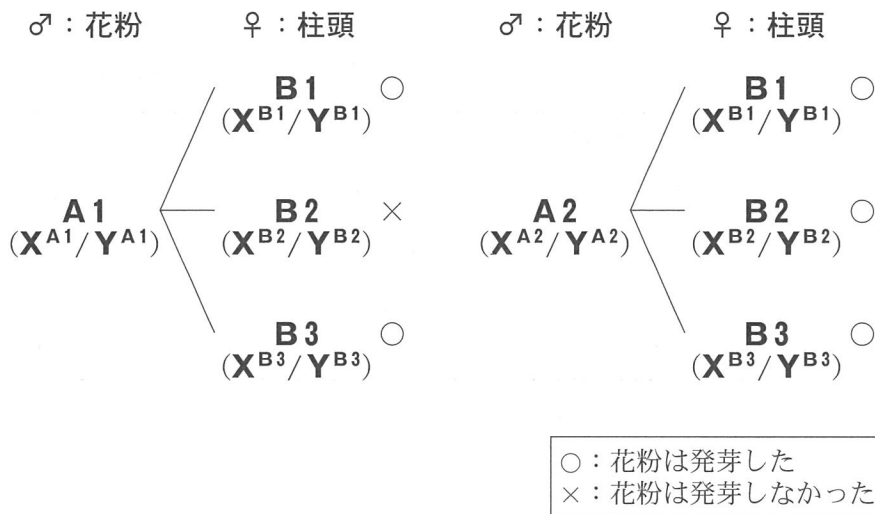 ♂：花粉 ♀：柱頭 ♂：花粉 ♀：柱頭
B1 ○ B1 ○
(X^B1/Y^B1) (X^B1/Y^B1)
A1 B2 × A2 B2 ○
(X^A1/Y^A1) (X^B2/Y^B2) (X^A2/Y^A2) (X^B2/Y^B2)
B3 ○ B3 ○
(X^B3/Y^B3) (X^B3/Y^B3)
○：花粉は発芽した
×：花粉は発芽しなかった